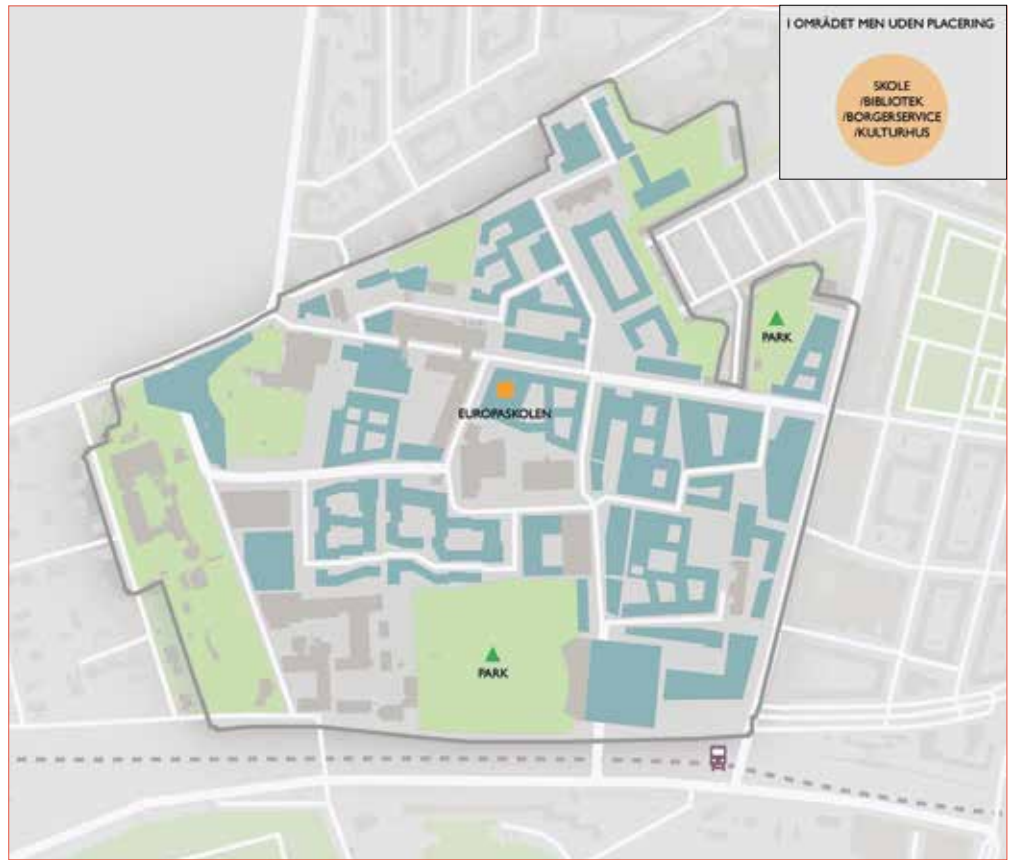 I OMRÅDET MEN UDEN PLACERING
SKOLE
/BIBLIOTEK
/BORGERSERVICE
/KULTURHUS
PARK
EUROPASKOLEN
PARK